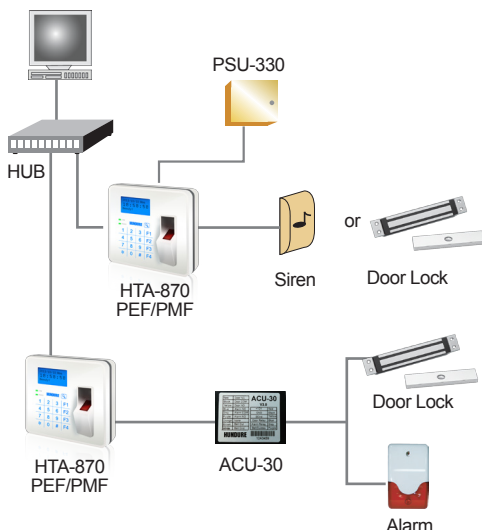 PSU-330
HUB
or
Siren
Door Lock
HTA-870
PEF/PMF
Door Lock
ACU-30
HUNDURE
HTA-870
PEF/PMF
ACU-30
Alarm